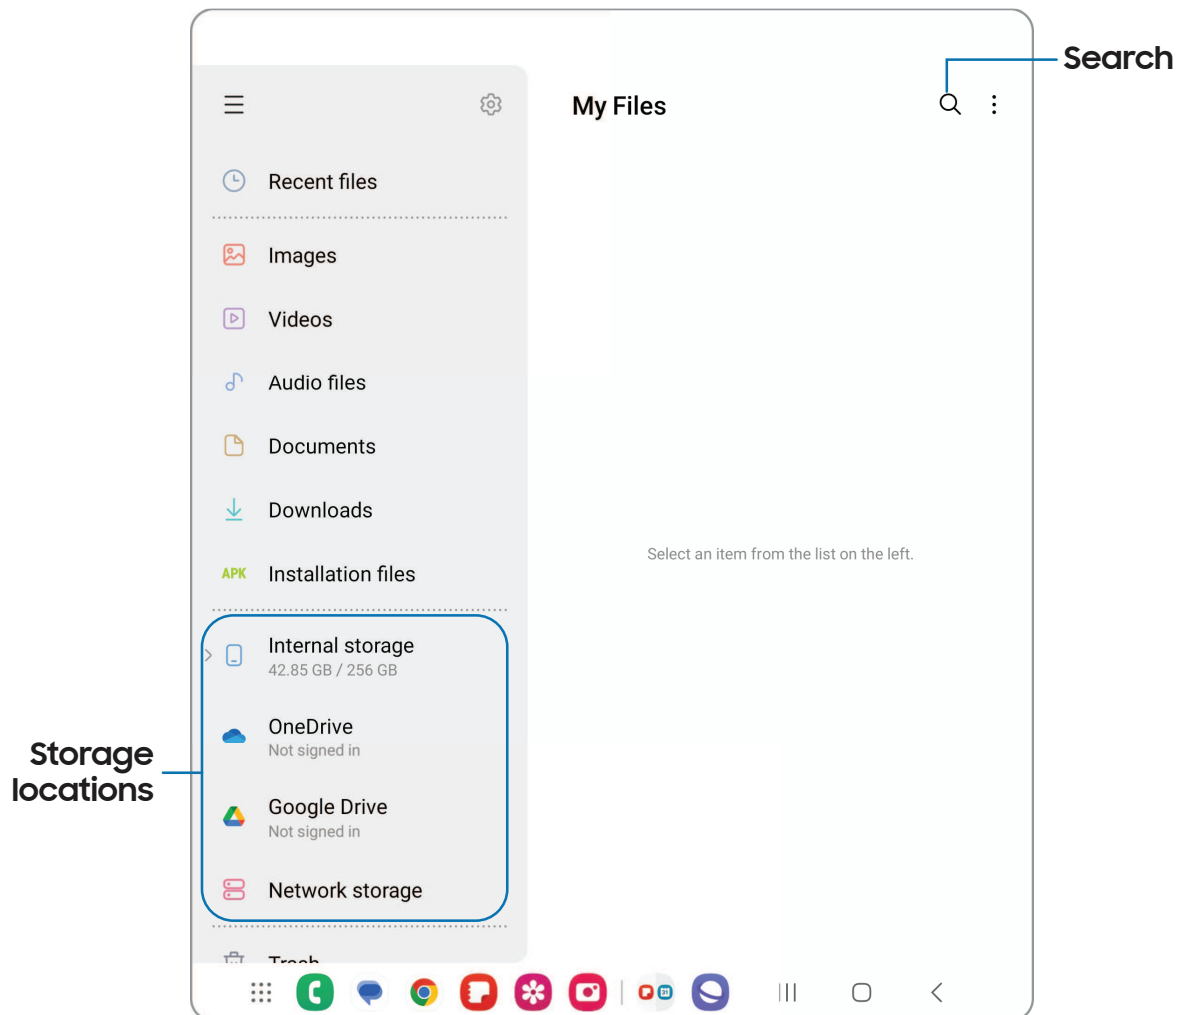 Search
My Files
Recent files
Images
Videos
Audio files
Documents
Downloads
APK Installation files
Select an item from the list on the left.
Internal storage
42.85 GB / 256 GB
OneDrive
Not signed in
Storage
locations
Google Drive
Not signed in
Network storage
Trash
31